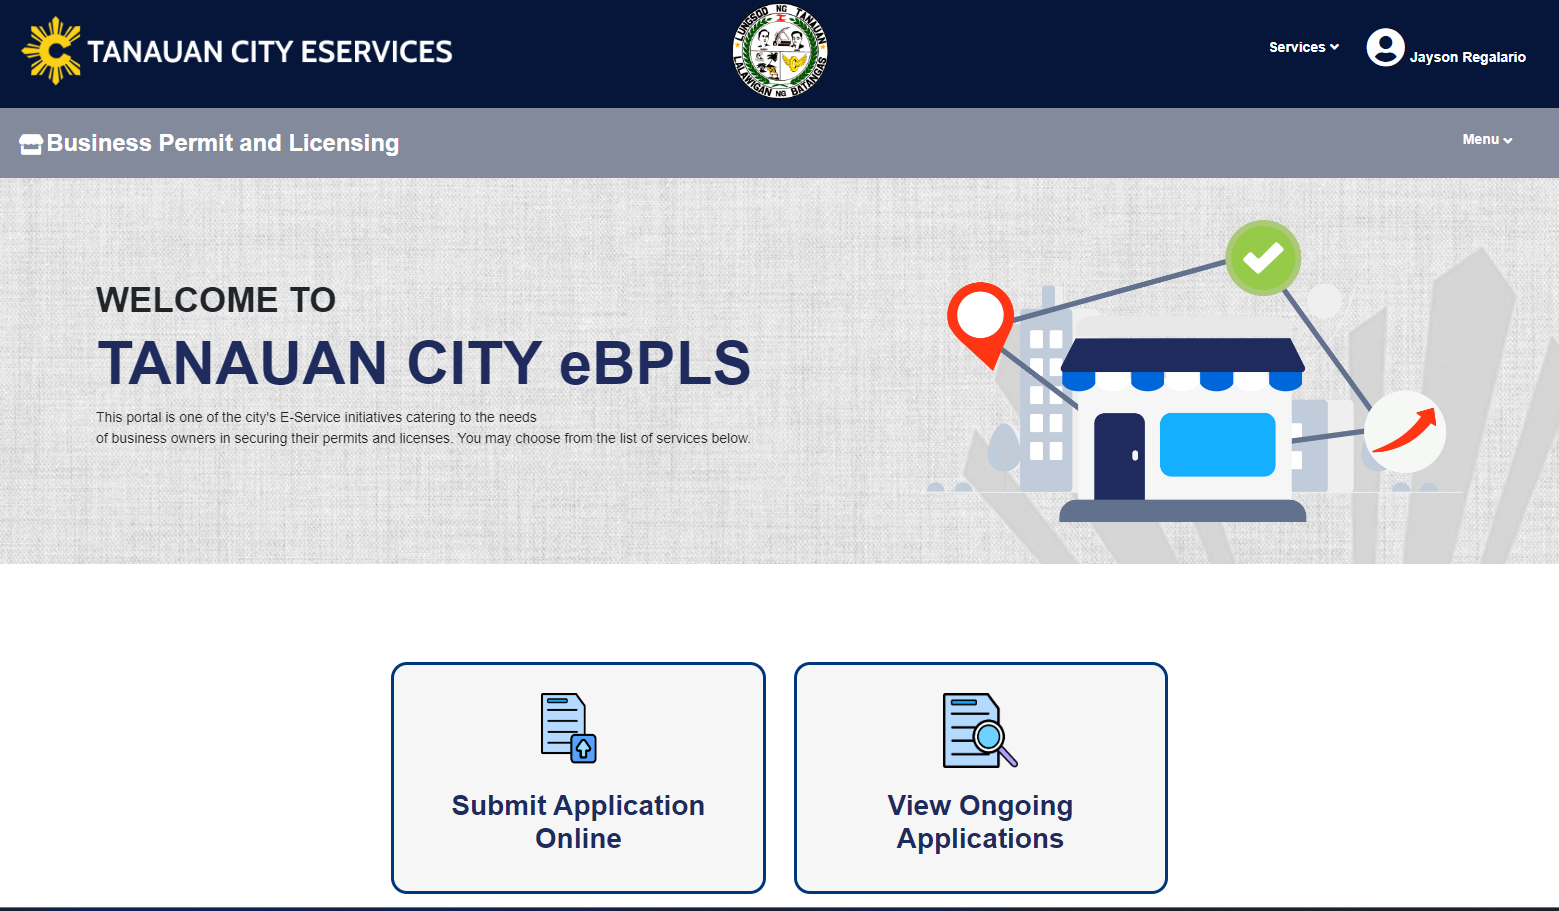 TANAUAN CITY ESERVICES
LUNGSOD NG TANAUAN
LALAWIGAN NG BATANGAS
Services
Jayson Regalario
Business Permit and Licensing
Menu
WELCOME TO
TANAUAN CITY eBPLS
This portal is one of the city's E-Service initiatives catering to the needs
of business owners in securing their permits and licenses. You may choose from the list of services below.
Submit Application
Online
View Ongoing
Applications